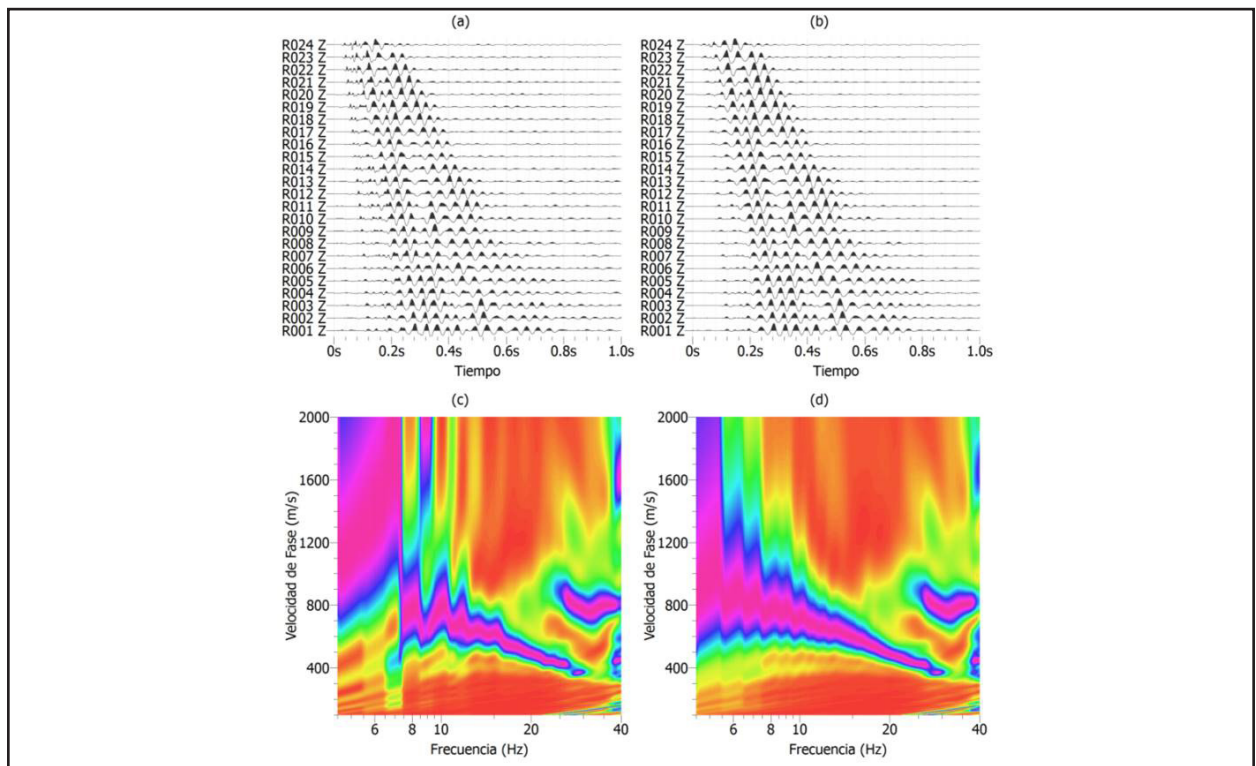 (a) (b)
R024 Z R024 Z
R023 Z R023 Z
R022 Z R022 Z
R021 Z R021 Z
R020 Z R020 Z
R019 Z R019 Z
R018 Z R018 Z
R017 Z R017 Z
R016 Z R016 Z
R015 Z R015 Z
R014 Z R014 Z
R013 Z R013 Z
R012 Z R012 Z
R011 Z R011 Z
R010 Z R010 Z
R009 Z R009 Z
R008 Z R008 Z
R007 Z R007 Z
R006 Z R006 Z
R005 Z R005 Z
R004 Z R004 Z
R003 Z R003 Z
R002 Z R002 Z
R001 Z R001 Z
0s 0.2s 0.4s 0.6s 0.8s 1.0s 0s 0.2s 0.4s 0.6s 0.8s 1.0s
Tiempo Tiempo
(c) (d)
2000 2000
1600 1600
1200 1200
800 800
400 400
Velocidad de Fase (m/s) Velocidad de Fase (m/s)
6 8 10 20 40 6 8 10 20 40
Frecuencia (Hz) Frecuencia (Hz)